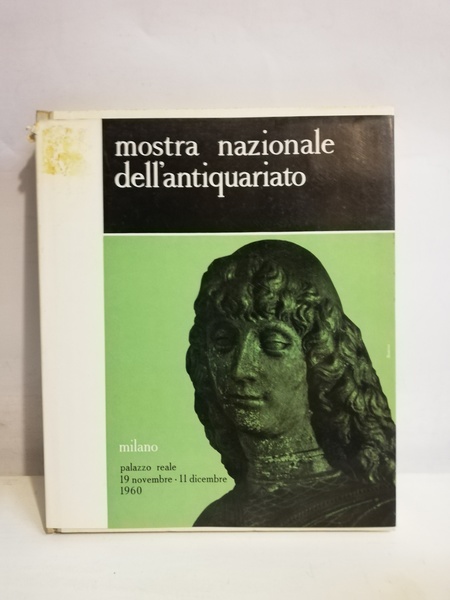 mostra nazionale
dell'antiquariato
milano
palazzo reale
19 novembre - 11 dicembre
1960